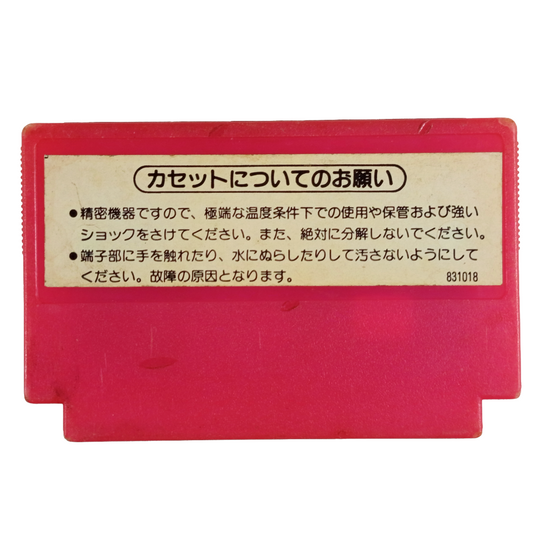 カセットについてのお願い
●精密機器ですので、極端な温度条件下での使用や保管および強い
ショックをさけてください。また、絶対に分解しないでください。
●端子部に手を触れたり、水にぬらしたりして汚さないようにして
ください。故障の原因となります。 831018